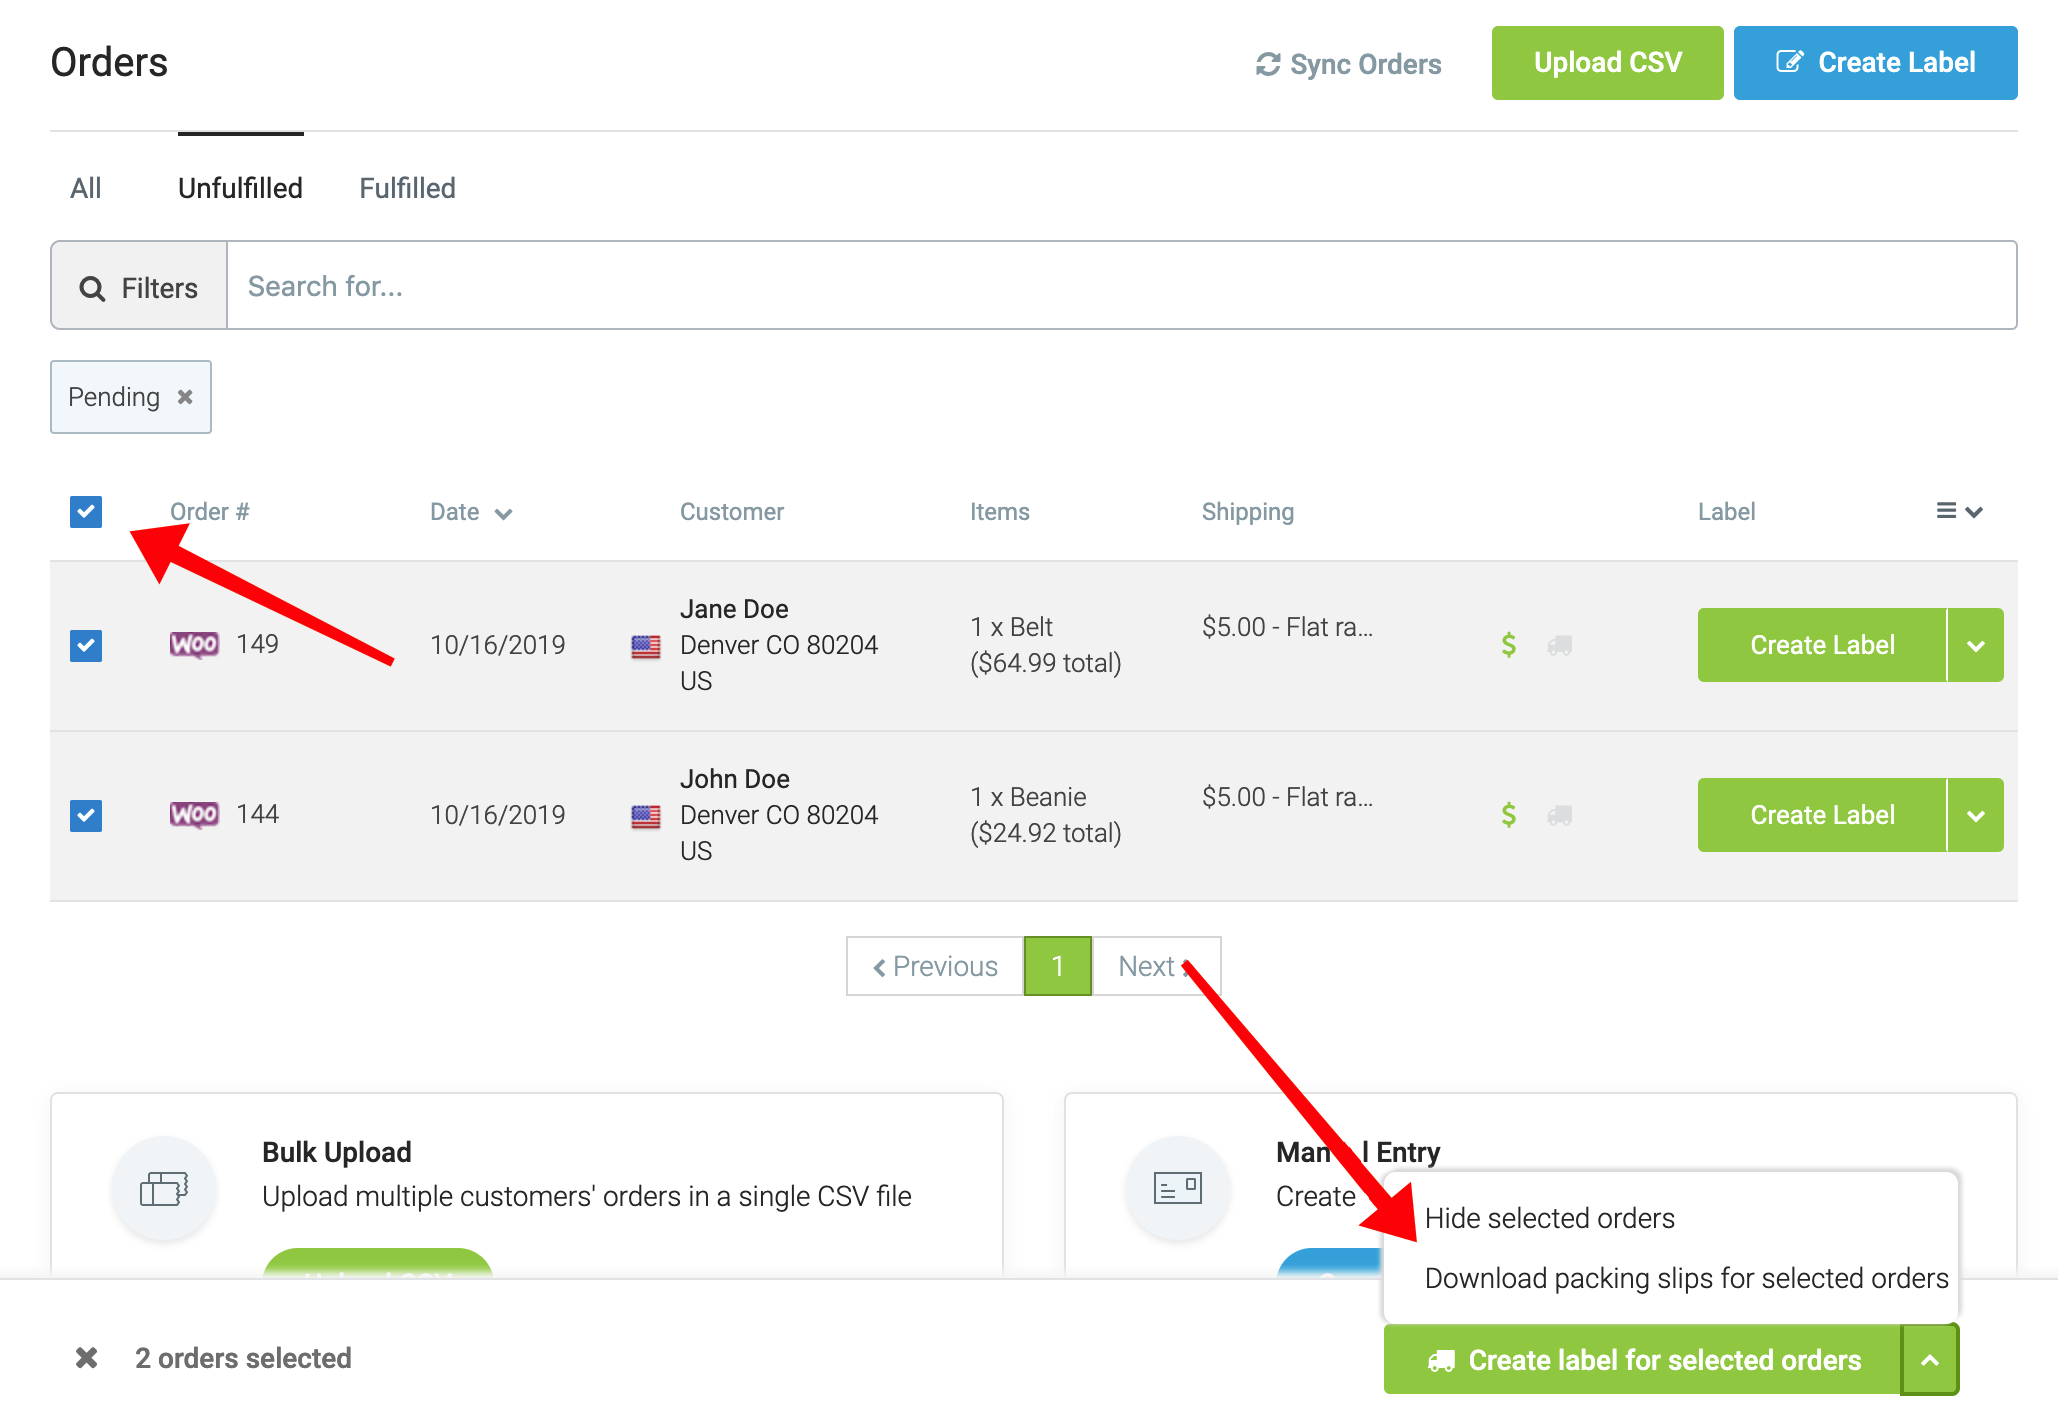 Orders
Sync Orders
Upload CSV
Create Label
All
Unfulfilled
Fulfilled
Filters
Search for...
Pending
Order #
Date
Customer
Items
Shipping
Label
WOO 149
10/16/2019
Jane Doe
Denver CO 80204
US
1 x Belt
($64.99 total)
$5.00 - Flat ra...
$
Create Label
WOO 144
10/16/2019
John Doe
Denver CO 80204
US
1 x Beanie
($24.92 total)
$5.00 - Flat ra...
$
Create Label
Previous
1
Next
Bulk Upload
Upload multiple customers' orders in a single CSV file
Entry
Create
Hide selected orders
Download packing slips for selected orders
2 orders selected
Create label for selected orders